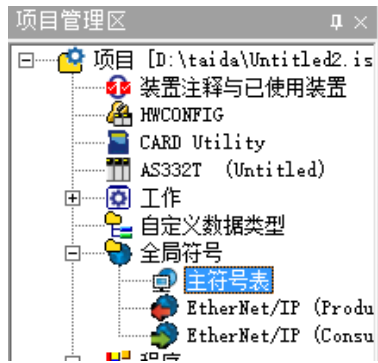 项目管理区
项目 [D:\taida\Untitled2.is
装置注释与已使用装置
HWCONFIG
CARD Utility
AS332T (Untitled)
工作
自定义数据类型
全局符号
主符号表
EtherNet/IP (Produ
EtherNet/IP (Consu
程序